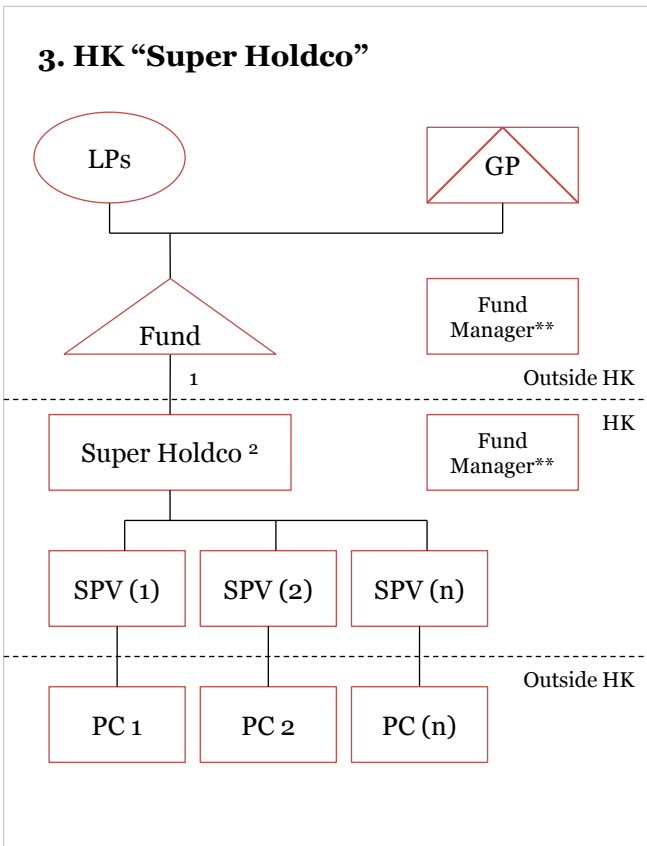 3. HK “Super Holdco”
LPs
GP
Fund
Fund
Manager**
1
Outside HK
HK
Super Holdco ²
Fund
Manager**
SPV (1)
SPV (2)
SPV (n)
Outside HK
PC 1
PC 2
PC (n)